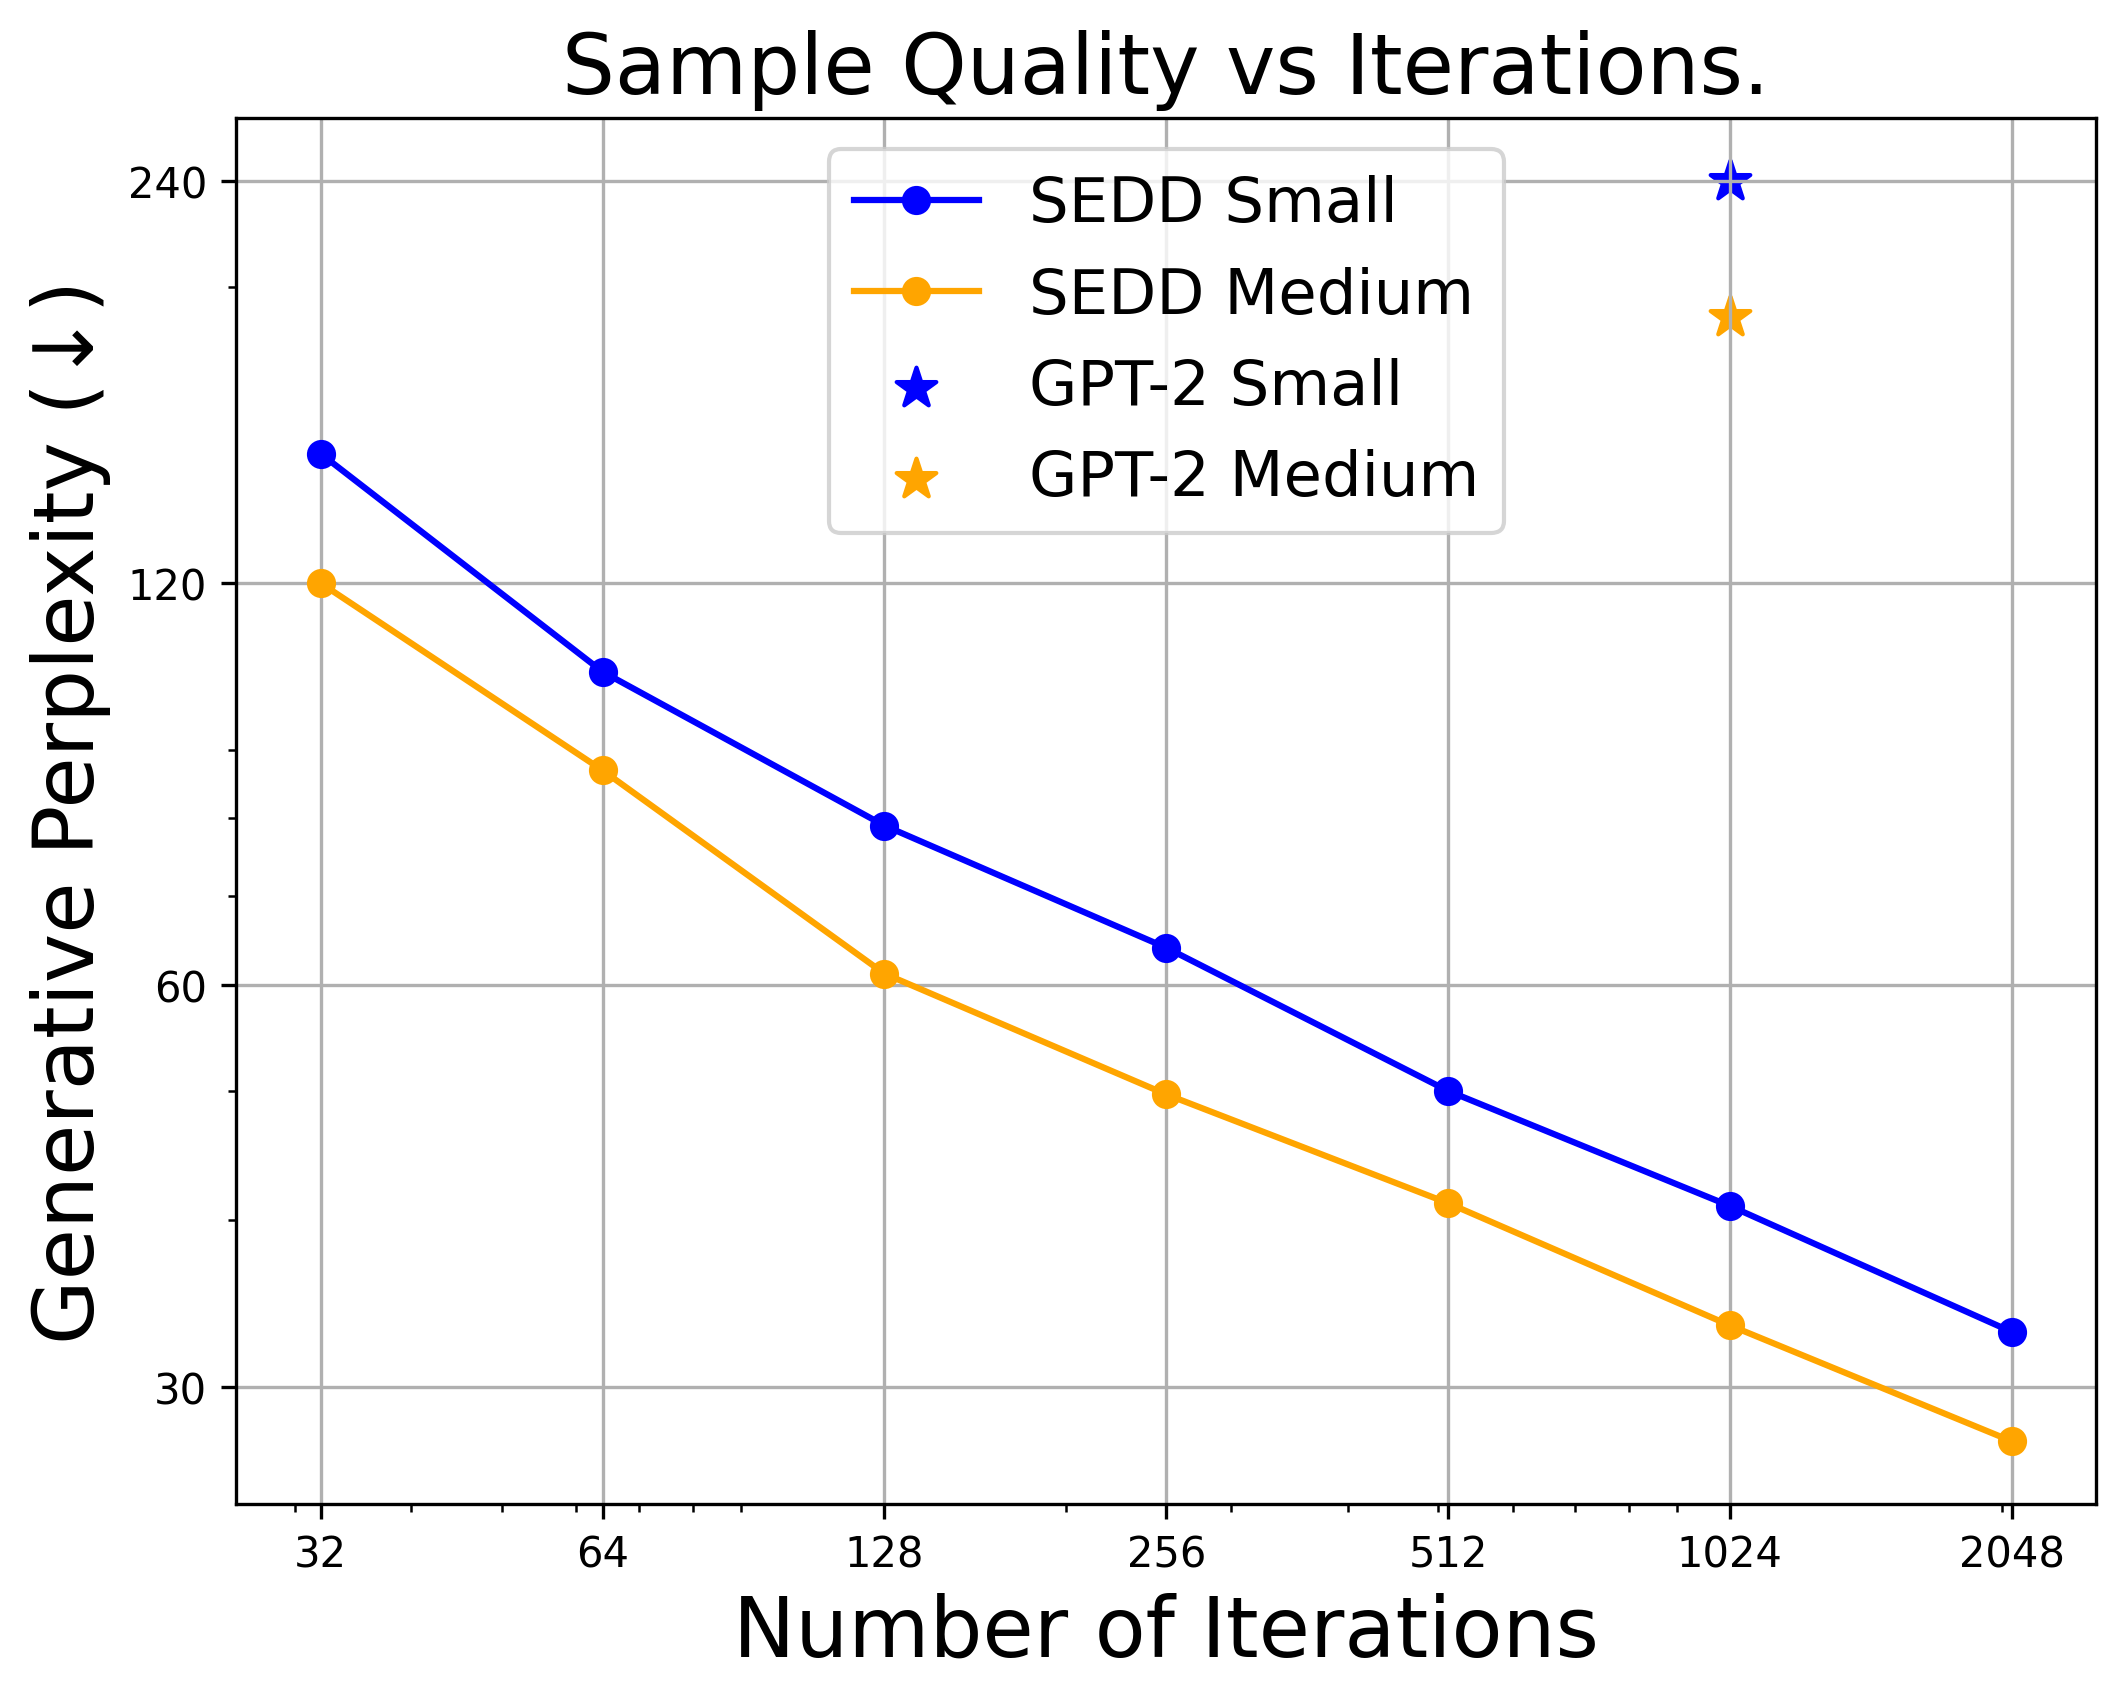 Sample Quality vs Iterations.
Generative Perplexity (↓)
240
120
60
30
SEDD Small
SEDD Medium
GPT-2 Small
GPT-2 Medium
32 64 128 256 512 1024 2048
Number of Iterations